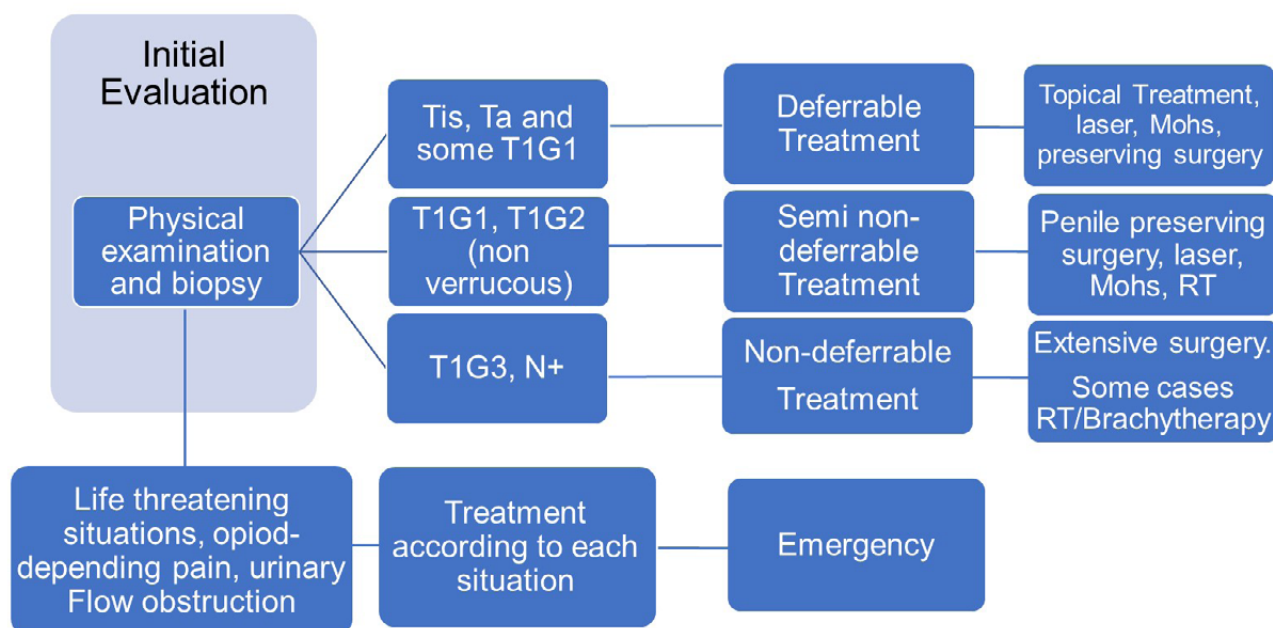 Initial
Evaluation
Physical
examination
and biopsy
Tis, Ta and
some T1G1
Deferrable
Treatment
Topical Treatment,
laser, Mohs,
preserving surgery
T1G1, T1G2
(non
verrucous)
Semi non-
deferrable
Treatment
Penile preserving
surgery, laser,
Mohs, RT
T1G3, N+
Non-deferrable
Treatment
Extensive surgery.
Some cases
RT/Brachytherapy
Life threatening
situations, opiod-
depending pain, urinary
Flow obstruction
Treatment
according to each
situation
Emergency